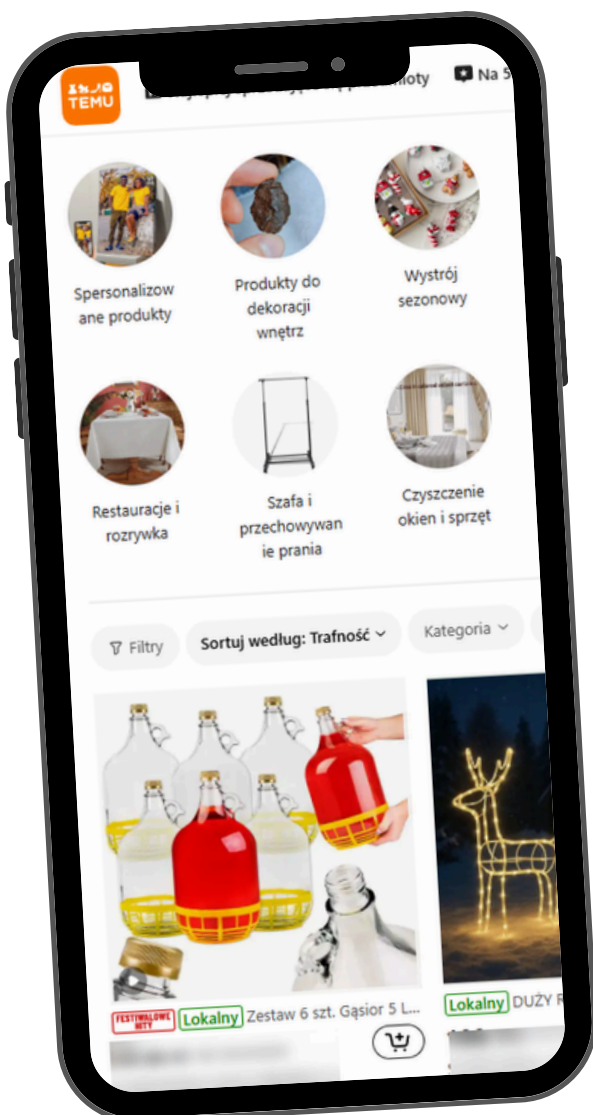 TEMU
Na 5
Spersonalizow
ane produkty
Produkty do
dekoracji
wnętrz
Wystrój
sezonowy
Restauracje i
rozrywka
Szafa i
przechowywan
ie prania
Czyszczenie
okien i sprzęt
Filtry
Sortuj według: Trafność
Kategoria
FESTIWALOWE
HITY
Lokalny Zestaw 6 szt. Gąsior 5 L...
Lokalny DUŻY R